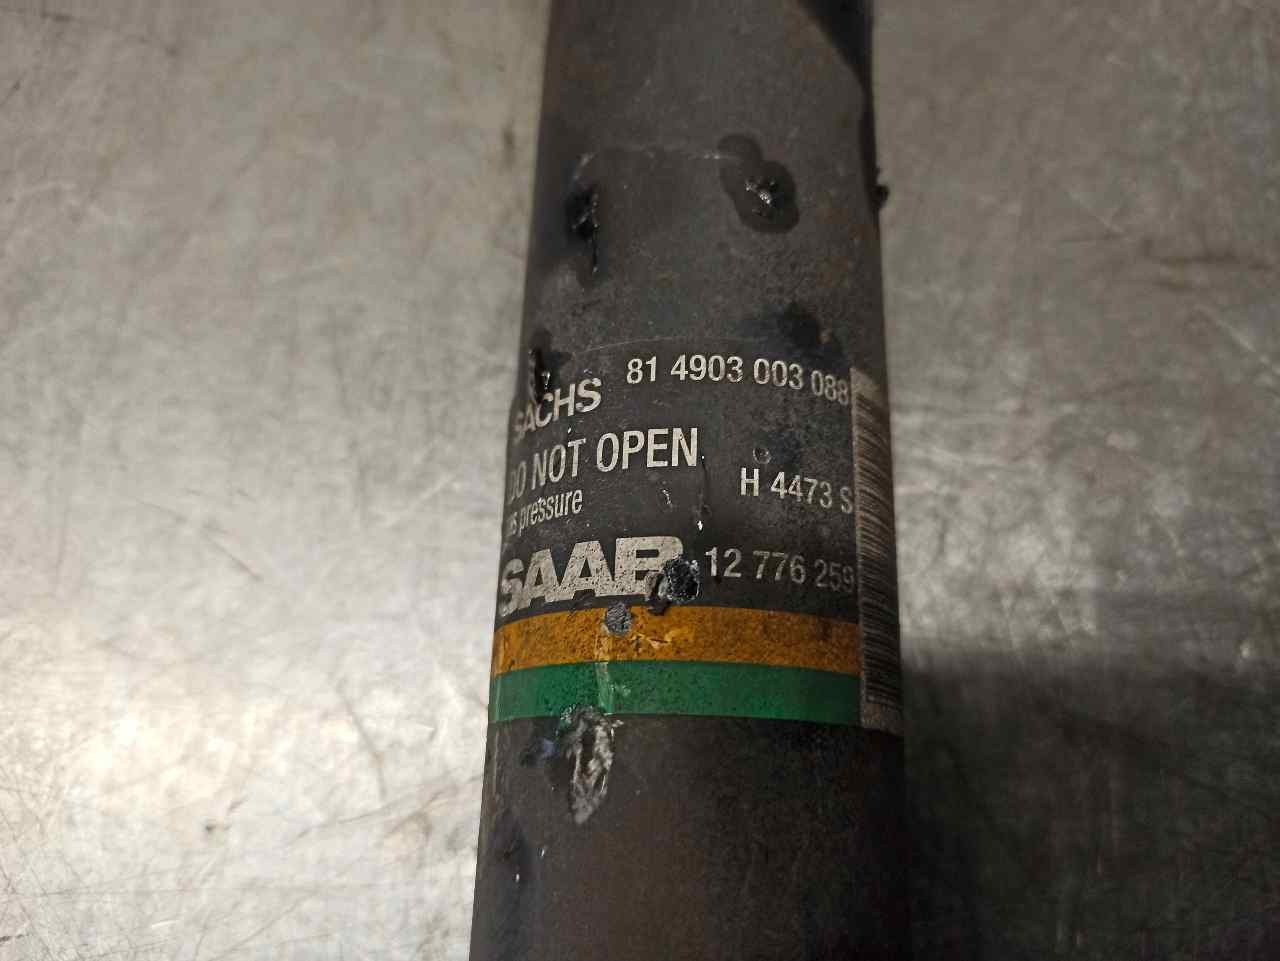 81 4903 003 088
SACHS
DO NOT OPEN
H 4473 S
pressure
SAAB 12 776 259